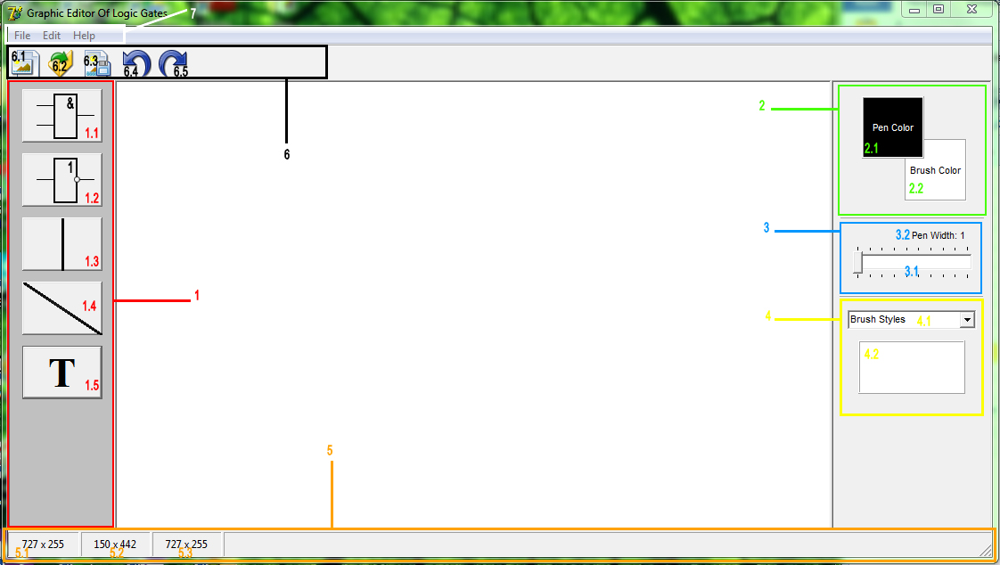 Graphic Editor Of Logic Gates
7
File Edit Help
6.1 6.2 6.3 6.4 6.5
6
& 1.1
1 1.2
1.3
1.4
T 1.5
1
2
Pen Color
2.1
Brush Color
2.2
3
3.2 Pen Width: 1
3.1
4
Brush Styles 4.1
4.2
5
727 x 255 150 x 442 727 x 255
5.1 5.2 5.3